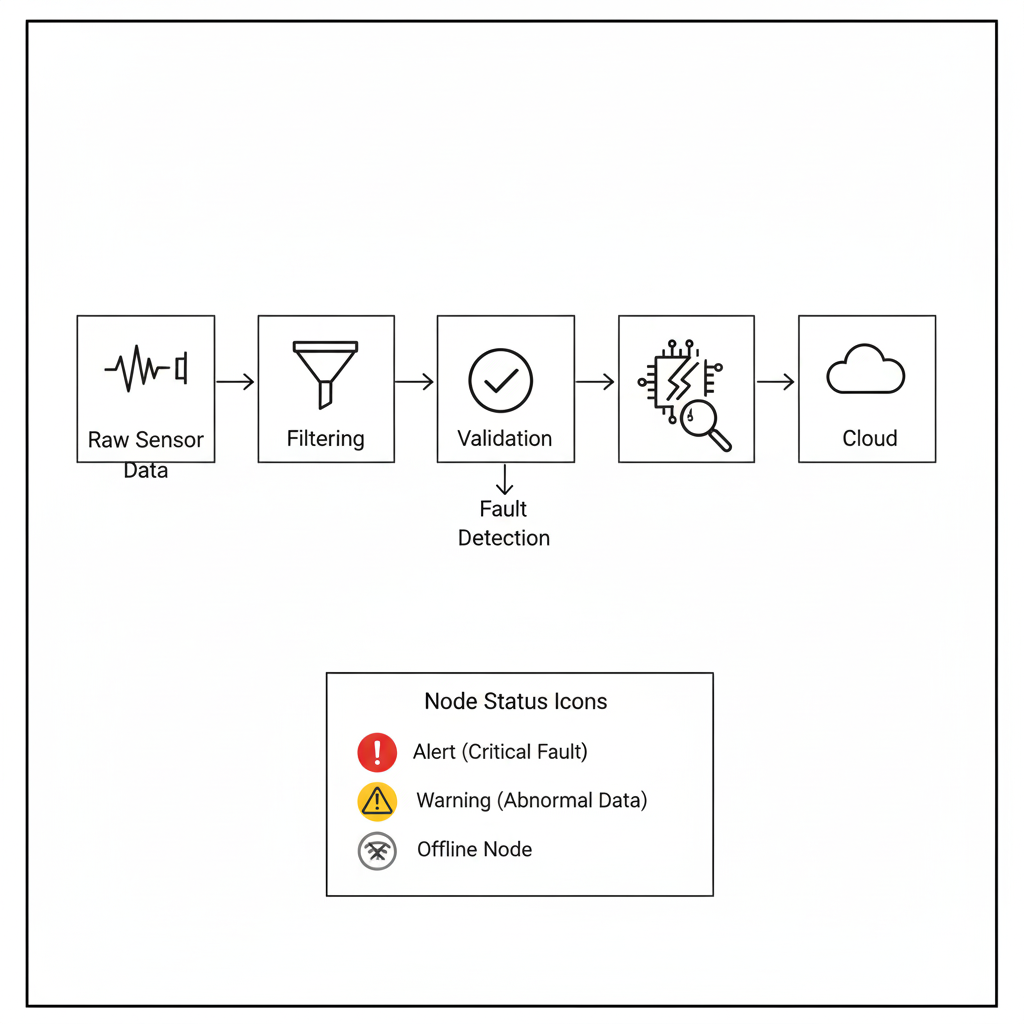 Raw Sensor
Data
Filtering
Validation
Cloud
Fault
Detection
Node Status Icons
Alert (Critical Fault)
Warning (Abnormal Data)
Offline Node